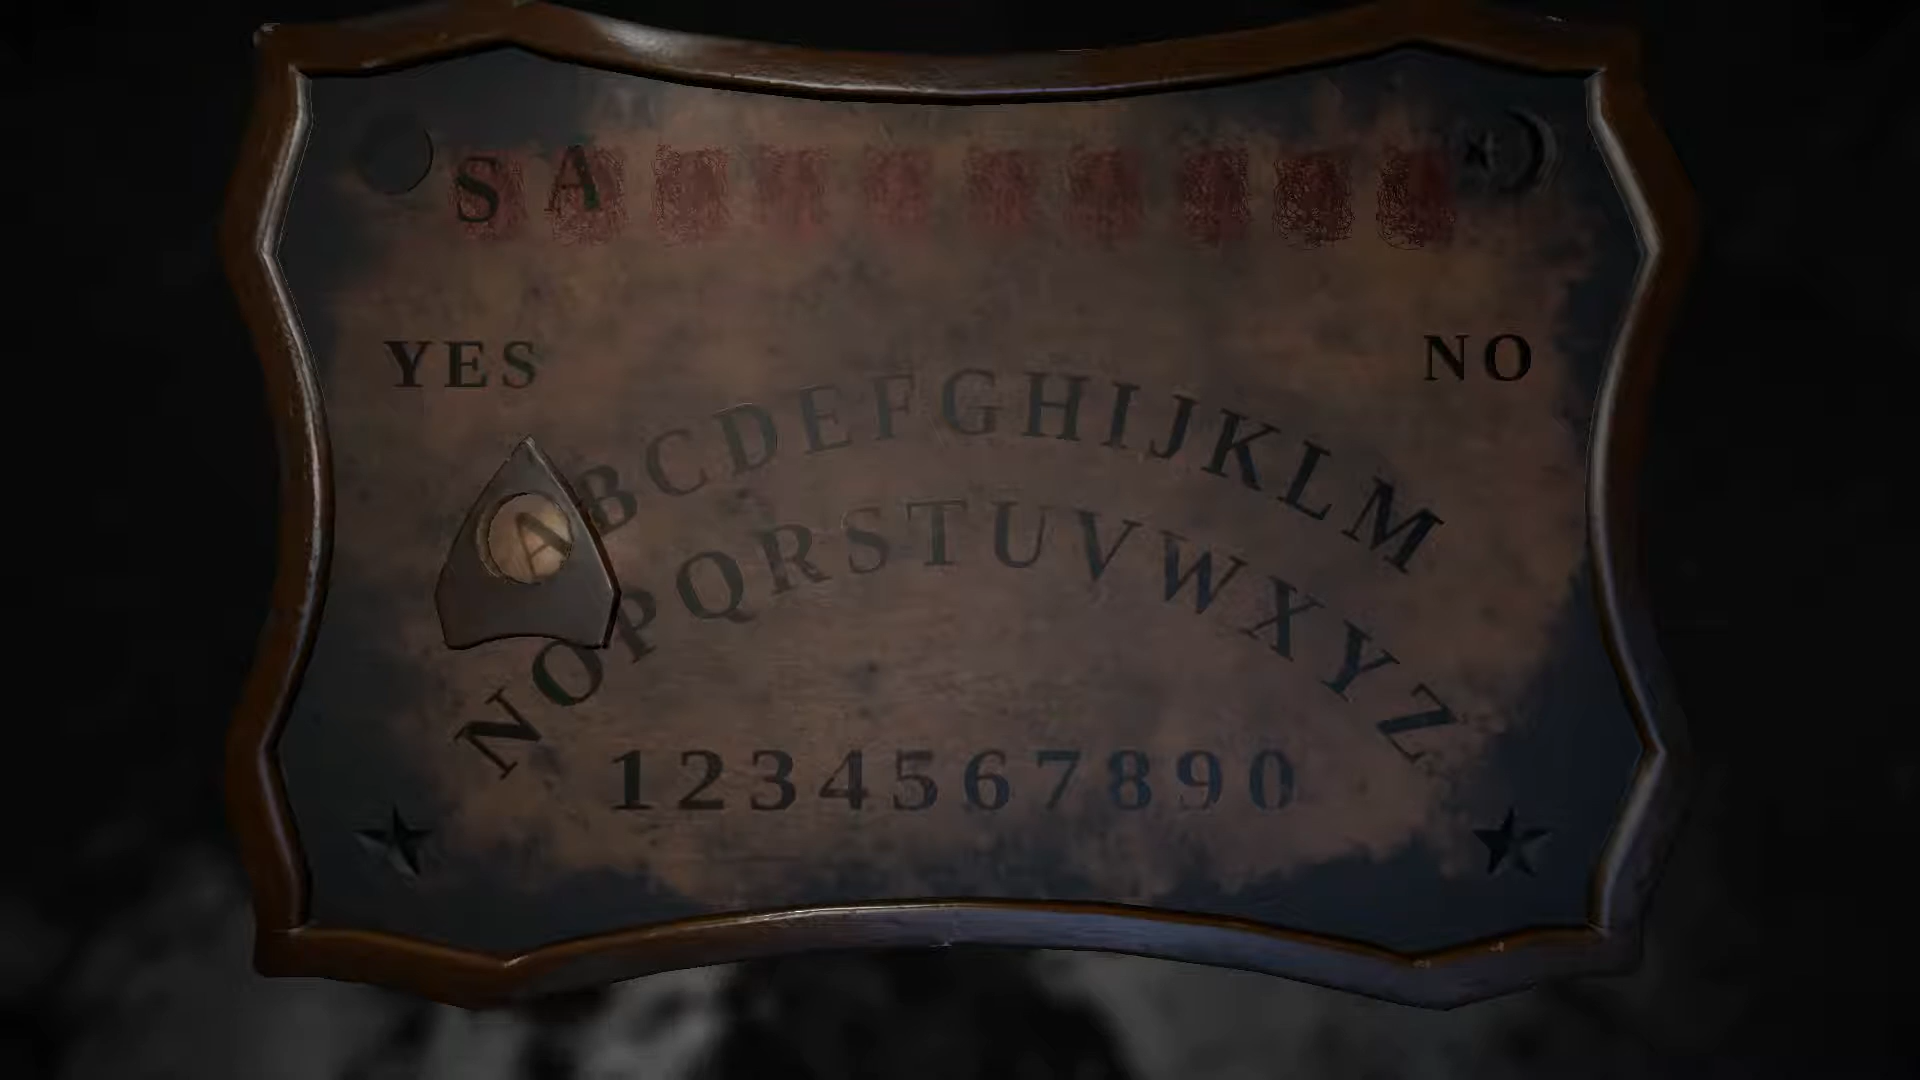 S A
YES NO
ABCDEFGHIJKLM
NOPQRSTUVWXYZ
1234567890